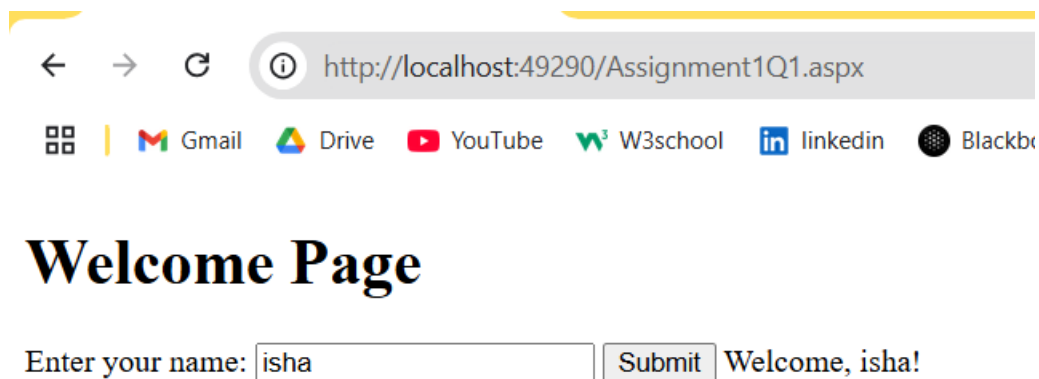 http://localhost:49290/Assignment1Q1.aspx
Gmail Drive YouTube W3school linkedin
Welcome Page
Enter your name: isha Submit Welcome, isha!